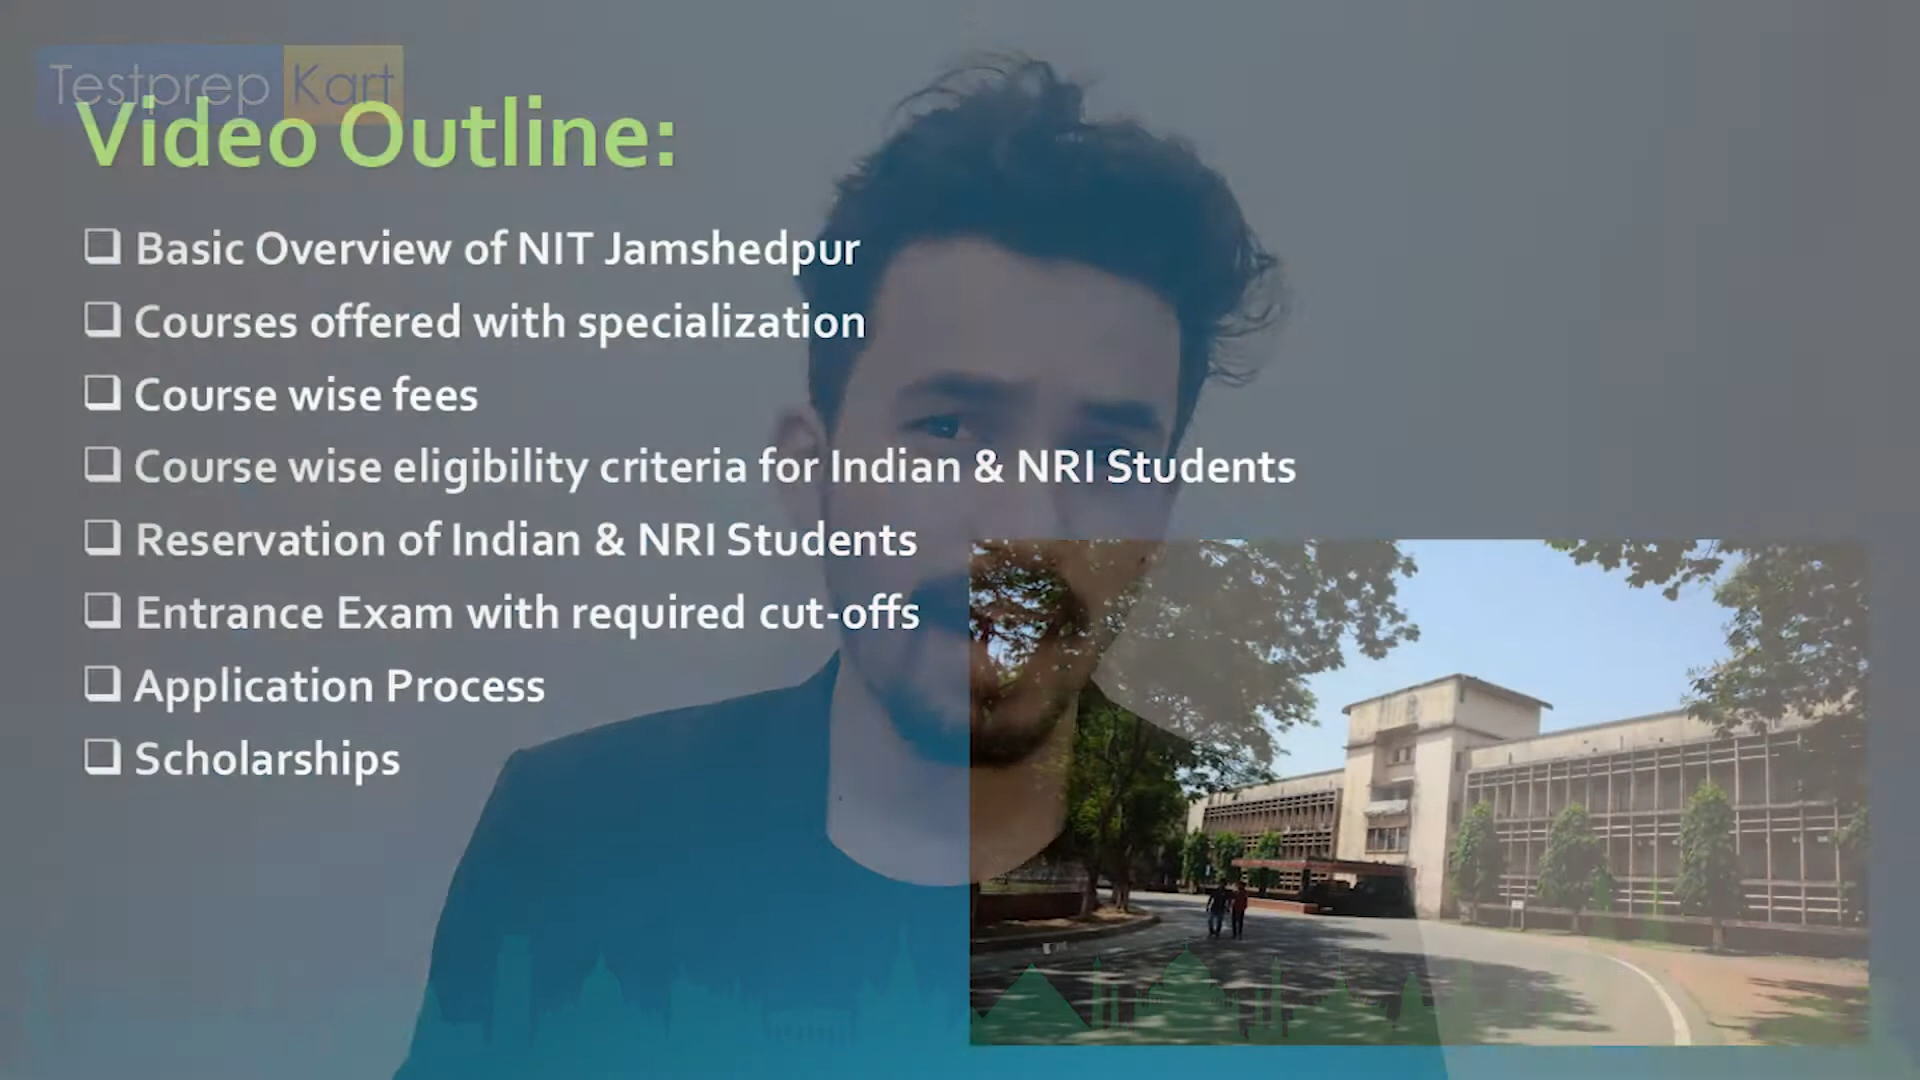 Testprep Kart
Video Outline:
Basic Overview of NIT Jamshedpur
Courses offered with specialization
Course wise fees
Course wise eligibility criteria for Indian & NRI Students
Reservation of Indian & NRI Students
Entrance Exam with required cut-offs
Application Process
Scholarships